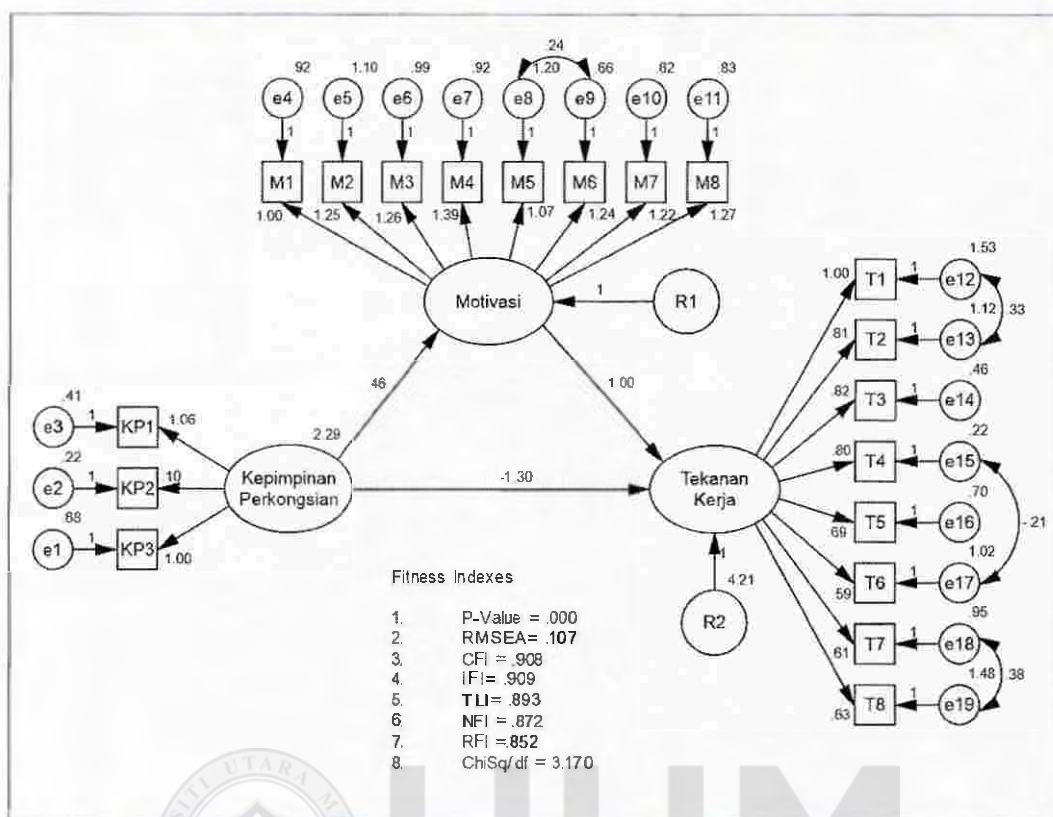 .24
.92 1.10 .99 .92 1.20 .66 .62 .83
e4 e5 e6 e7 e8 e9 e10 e11
1 1 1 1 1 1 1 1
M1 M2 M3 M4 M5 M6 M7 M8
1.00 1.25 1.26 1.39 1.07 1.24 1.22 1.27
Motivasi 1 R1
46 1.00
.41
e3 1 KP1 1.06
.22
e2 1 KP2 10
.68
e1 1 KP3 1.00
2.29
Kepimpinan
Perkongsian
-1.30
Tekanan
Kerja
1
4.21
R2
1.53
1.00 T1 1 e12
1.12 .33
.81 T2 1 e13
.46
.82 T3 1 e14
.22
.80 T4 1 e15
.70
69 T5 1 e16 -.21
1.02
.59 T6 1 e17
.95
.61 T7 1 e18
1.48 .38
.63 T8 1 e19
Fitness Indexes
1. P-Value = .000
2. RMSEA= .107
3. CFI = .908
4. IFI= .909
5. TLI= .893
6. NFI = .872
7. RFI =.852
8. ChiSq/df = 3.170
UTARA
UUM